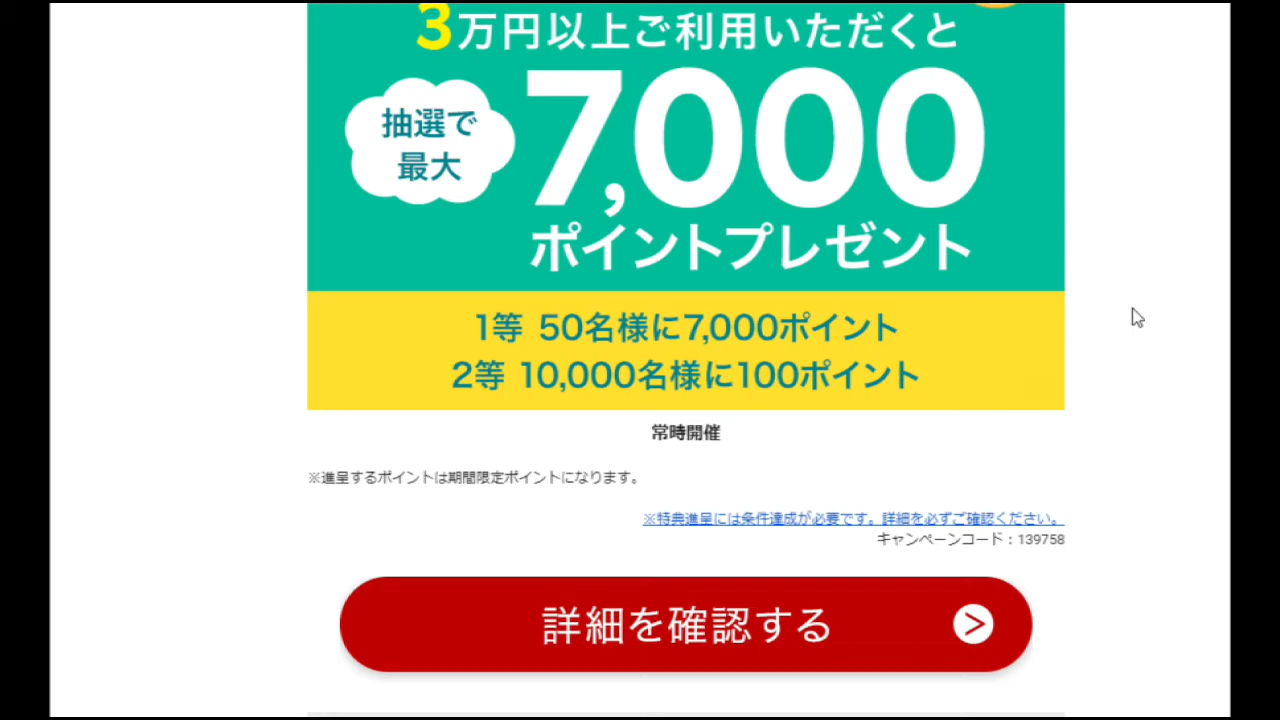 3万円以上ご利用いただくと
抽選で
最大
7,000
ポイントプレゼント
1等 50名様に7,000ポイント
2等 10,000名様に100ポイント
常時開催
※進呈するポイントは期間限定ポイントになります。
※特典進呈には条件達成が必要です。詳細を必ずご確認ください。
キャンペーンコード：139758
詳細を確認する